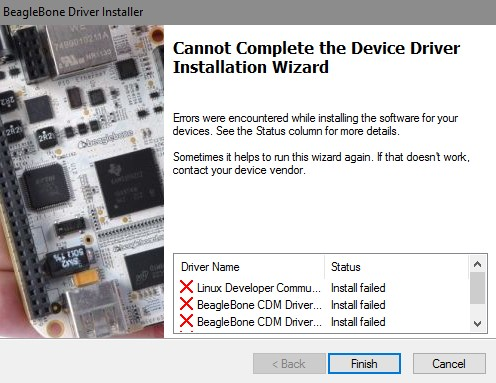 BeagleBone Driver Installer
Cannot Complete the Device Driver
Installation Wizard
Errors were encountered while installing the software for your
devices. See the Status column for more details.
Sometimes it helps to run this wizard again. If that doesn't work,
contact your device vendor.
Driver Name Status
Linux Developer Commu... Install failed
BeagleBone CDM Driver... Install failed
BeagleBone CDM Driver... Install failed
< Back Finish Cancel
beaglebone